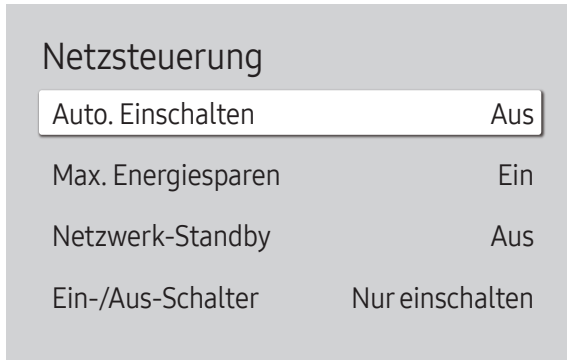 Netzsteuerung
Auto. Einschalten Aus
Max. Energiesparen Ein
Netzwerk-Standby Aus
Ein-/Aus-Schalter Nur einschalten